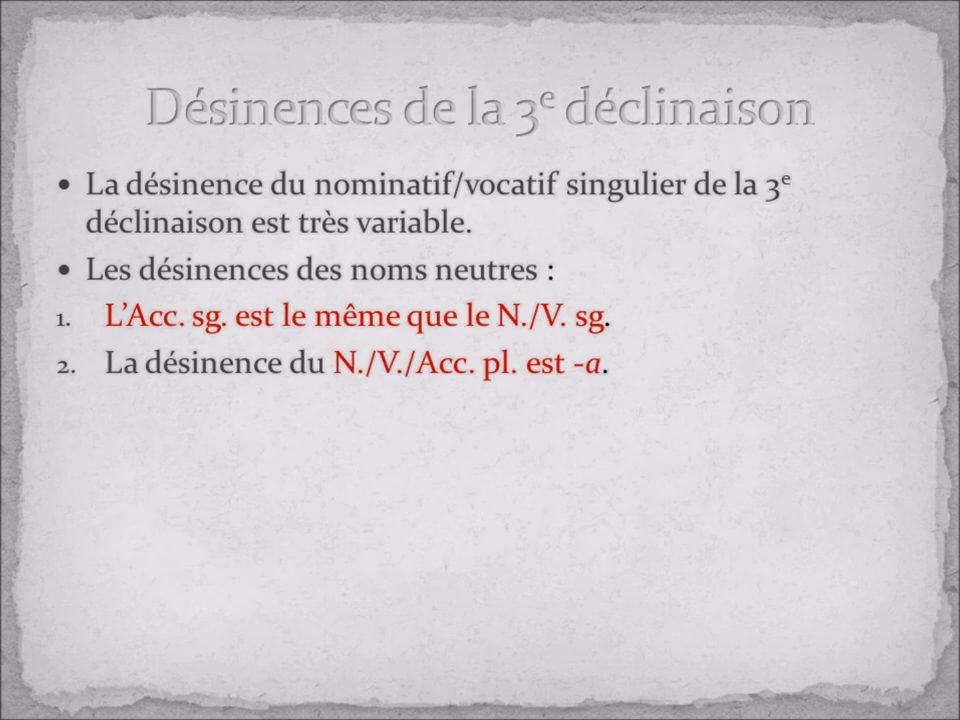 Désinences de la 3e déclinaison
• La désinence du nominatif/vocatif singulier de la 3e
déclinaison est très variable.
• Les désinences des noms neutres :
1. L’Acc. sg. est le même que le N./V. sg.
2. La désinence du N./V./Acc. pl. est -a.